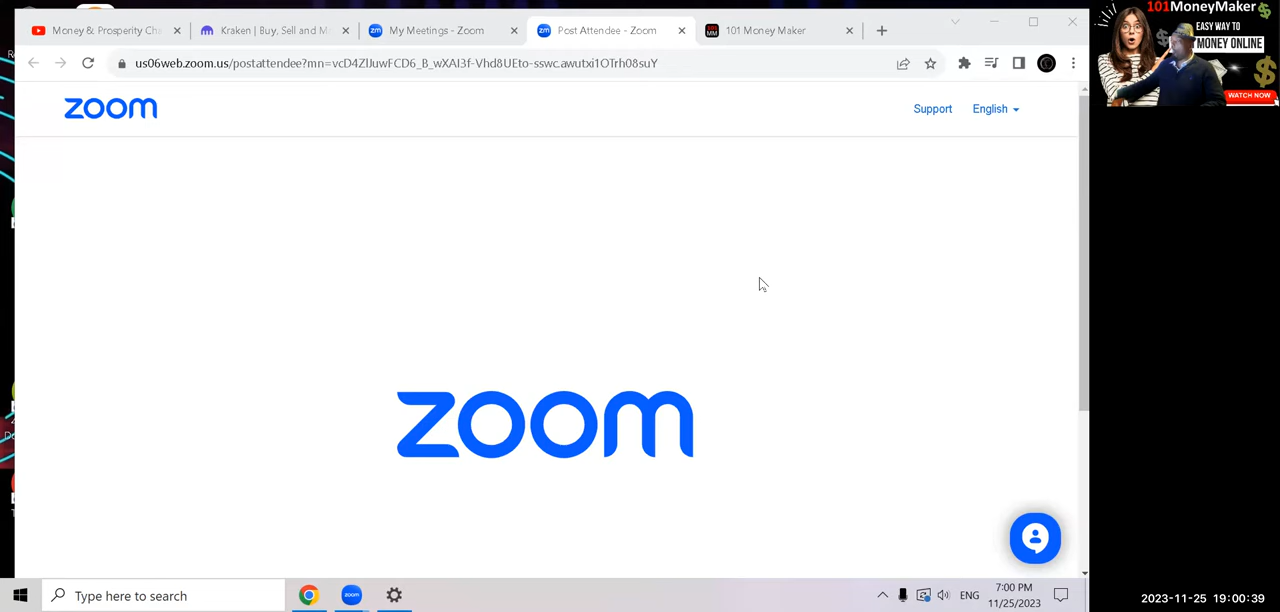 Money & Prosperity Cha
Kraken | Buy, Sell and M
My Meetings - Zoom
Post Attendee - Zoom
101 Money Maker
us06web.zoom.us/postattendee?mn=vcD4ZlJuwFCD6_B_wXAI3f-Vhd8UEto-sswc.awutxi1OTrh08suY
zoom
Support
English
zoom
Type here to search
zoom
ENG
7:00 PM
11/25/2023
101MoneyMaker
EASY WAY TO
MONEY ONLINE
WATCH NOW
2023-11-25 19:00:39